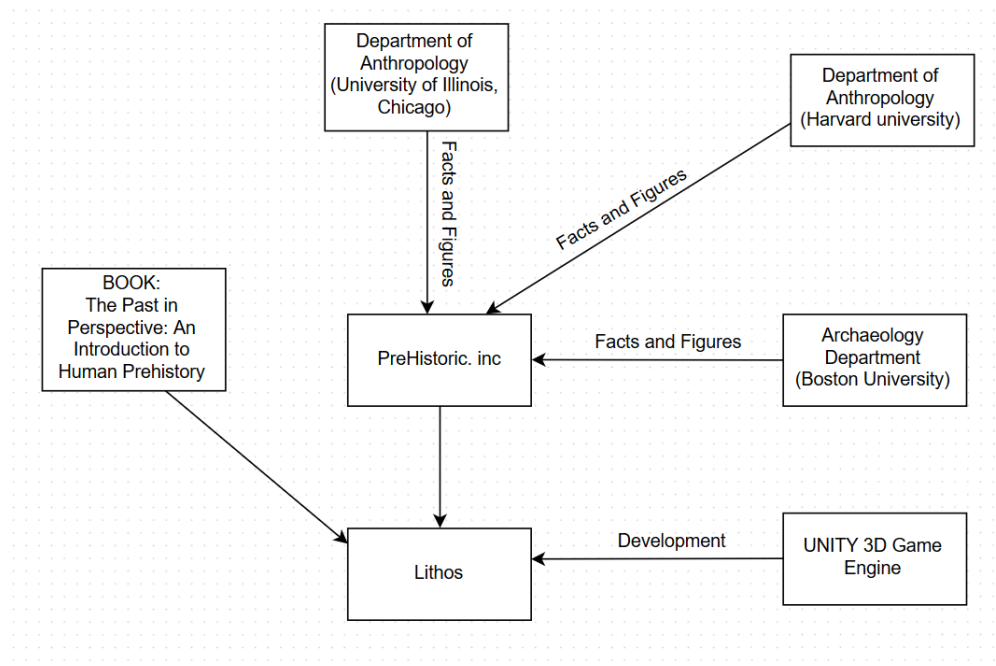 Department of
Anthropology
(University of Illinois,
Chicago)
Department of
Anthropology
(Harvard university)
Facts and Figures
Facts and Figures
BOOK:
The Past in
Perspective: An
Introduction to
Human Prehistory
PreHistoric. inc
Facts and Figures
Archaeology
Department
(Boston University)
Lithos
Development
UNITY 3D Game
Engine